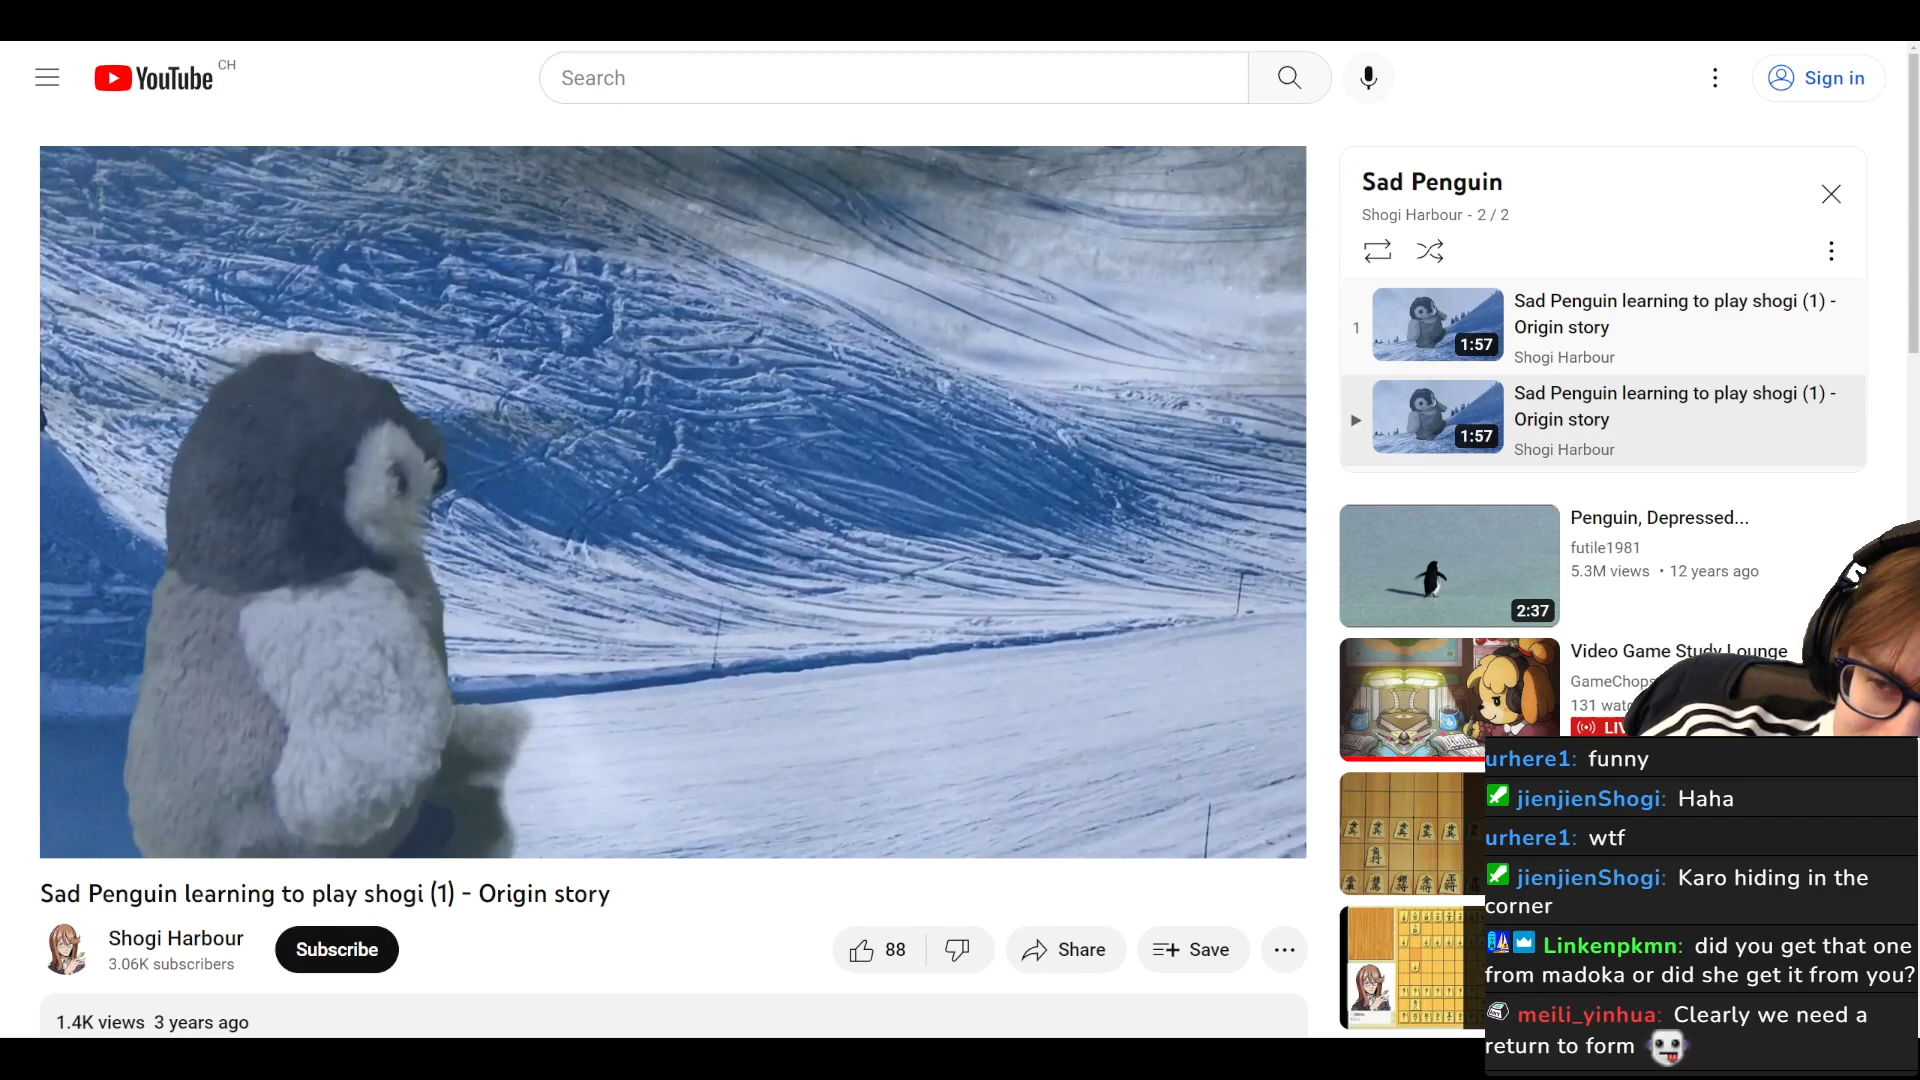 YouTube CH
Search
Sign in
Sad Penguin
Shogi Harbour - 2 / 2
1
1:57
Sad Penguin learning to play shogi (1) -
Origin story
Shogi Harbour
1:57
Sad Penguin learning to play shogi (1) -
Origin story
Shogi Harbour
2:37
Penguin, Depressed...
futile1981
5.3M views • 12 years ago
Video Game Study Lounge
GameChops
131
Sad Penguin learning to play shogi (1) - Origin story
Shogi Harbour
3.06K subscribers
Subscribe
88
Share
Save
1.4K views 3 years ago
urhere1: funny
jienjienShogi: Haha
urhere1: wtf
jienjienShogi: Karo hiding in the
corner
Linkenpkmn: did you get that one
from madoka or did she get it from you?
meili_yinhua: Clearly we need a
return to form